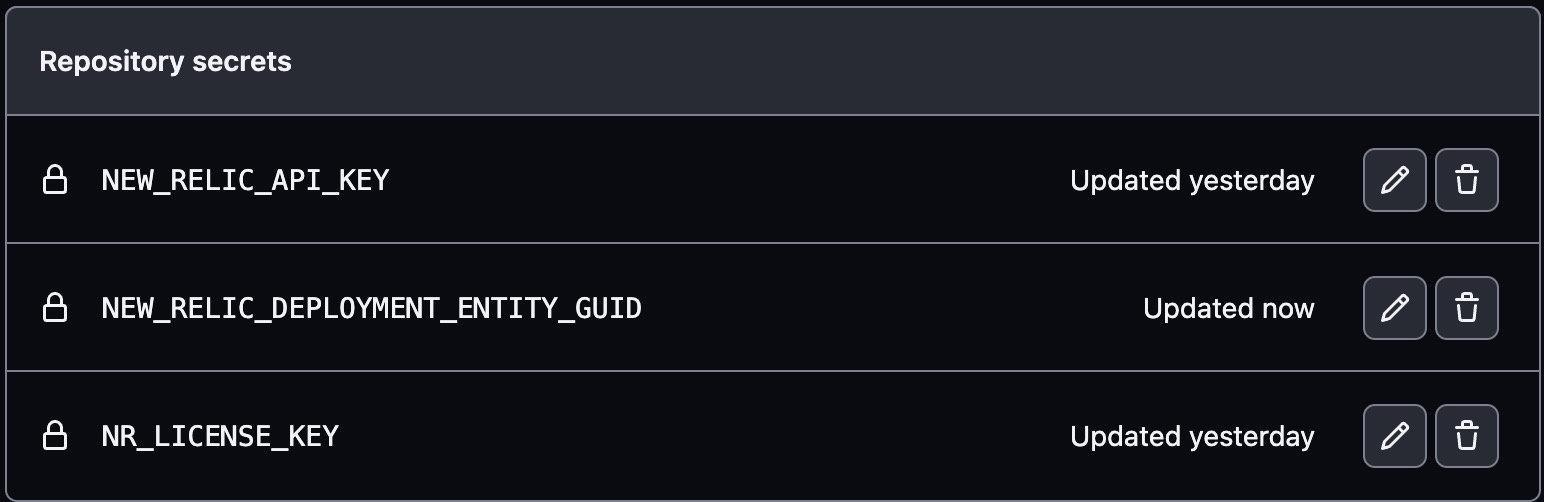 Repository secrets
NEW_RELIC_API_KEY Updated yesterday
NEW_RELIC_DEPLOYMENT_ENTITY_GUID Updated now
NR_LICENSE_KEY Updated yesterday